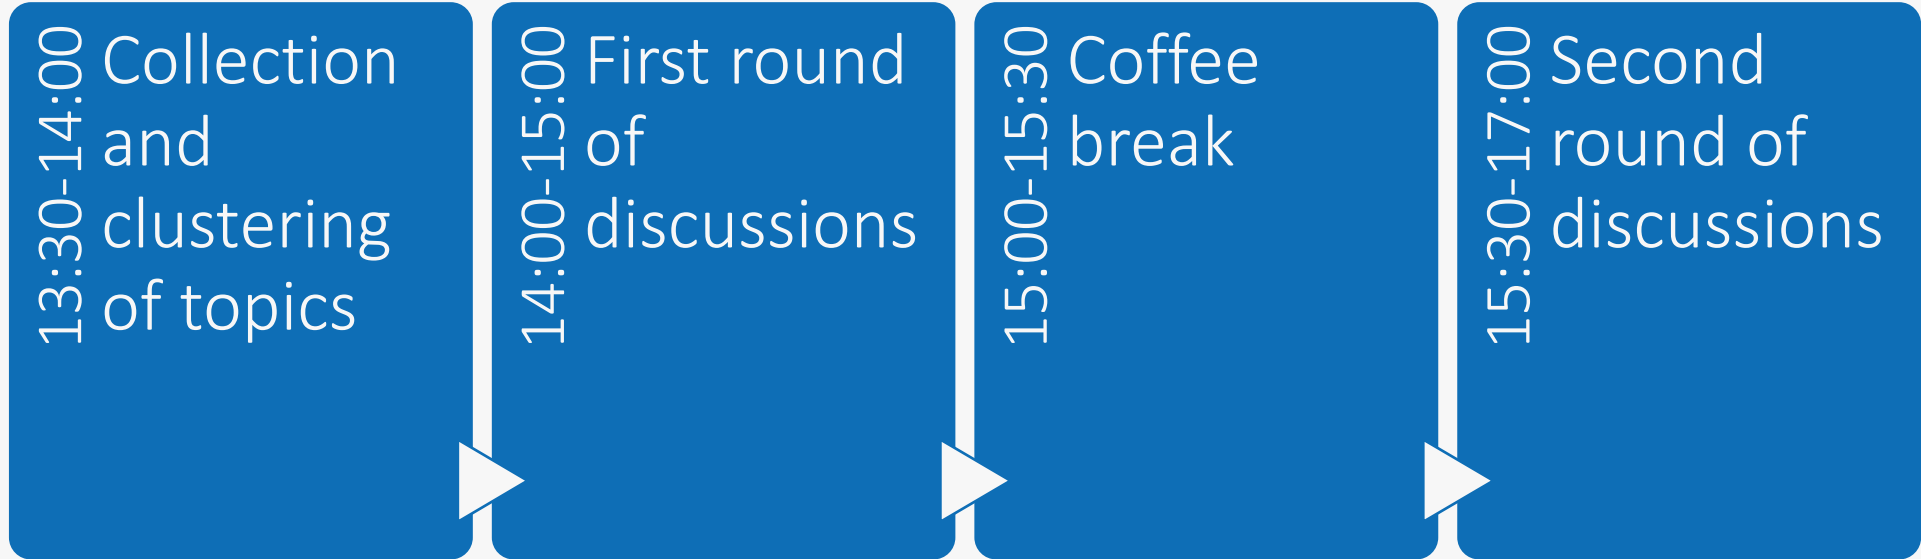 13:30-14:00
Collection
and
clustering
of topics
14:00-15:00
First round
of
discussions
15:00-15:30
Coffee
break
15:30-17:00
Second
round of
discussions